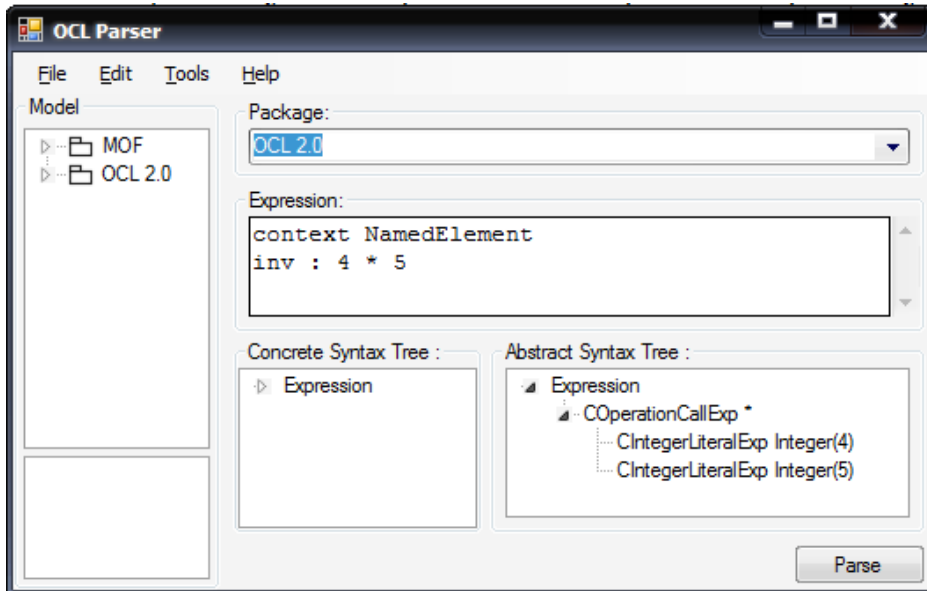 OCL Parser
File Edit Tools Help
Model
MOF
OCL 2.0
Package:
OCL 2.0
Expression:
context NamedElement
inv : 4 * 5
Concrete Syntax Tree :
Expression
Abstract Syntax Tree :
Expression
COperationCallExp *
CIntegerLiteralExp Integer(4)
CIntegerLiteralExp Integer(5)
Parse